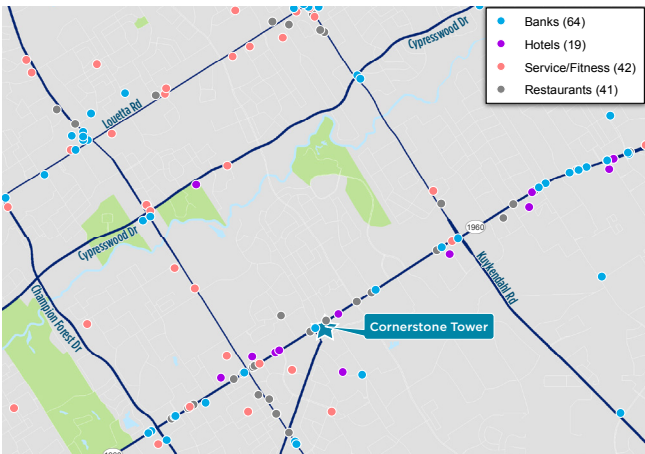 Banks (64)
Hotels (19)
Service/Fitness (42)
Restaurants (41)
Cypresswood Dr
Louetta Rd
1960
Cypresswood Dr
Kuykendahl Rd
Champion Forest Dr
Cornerstone Tower